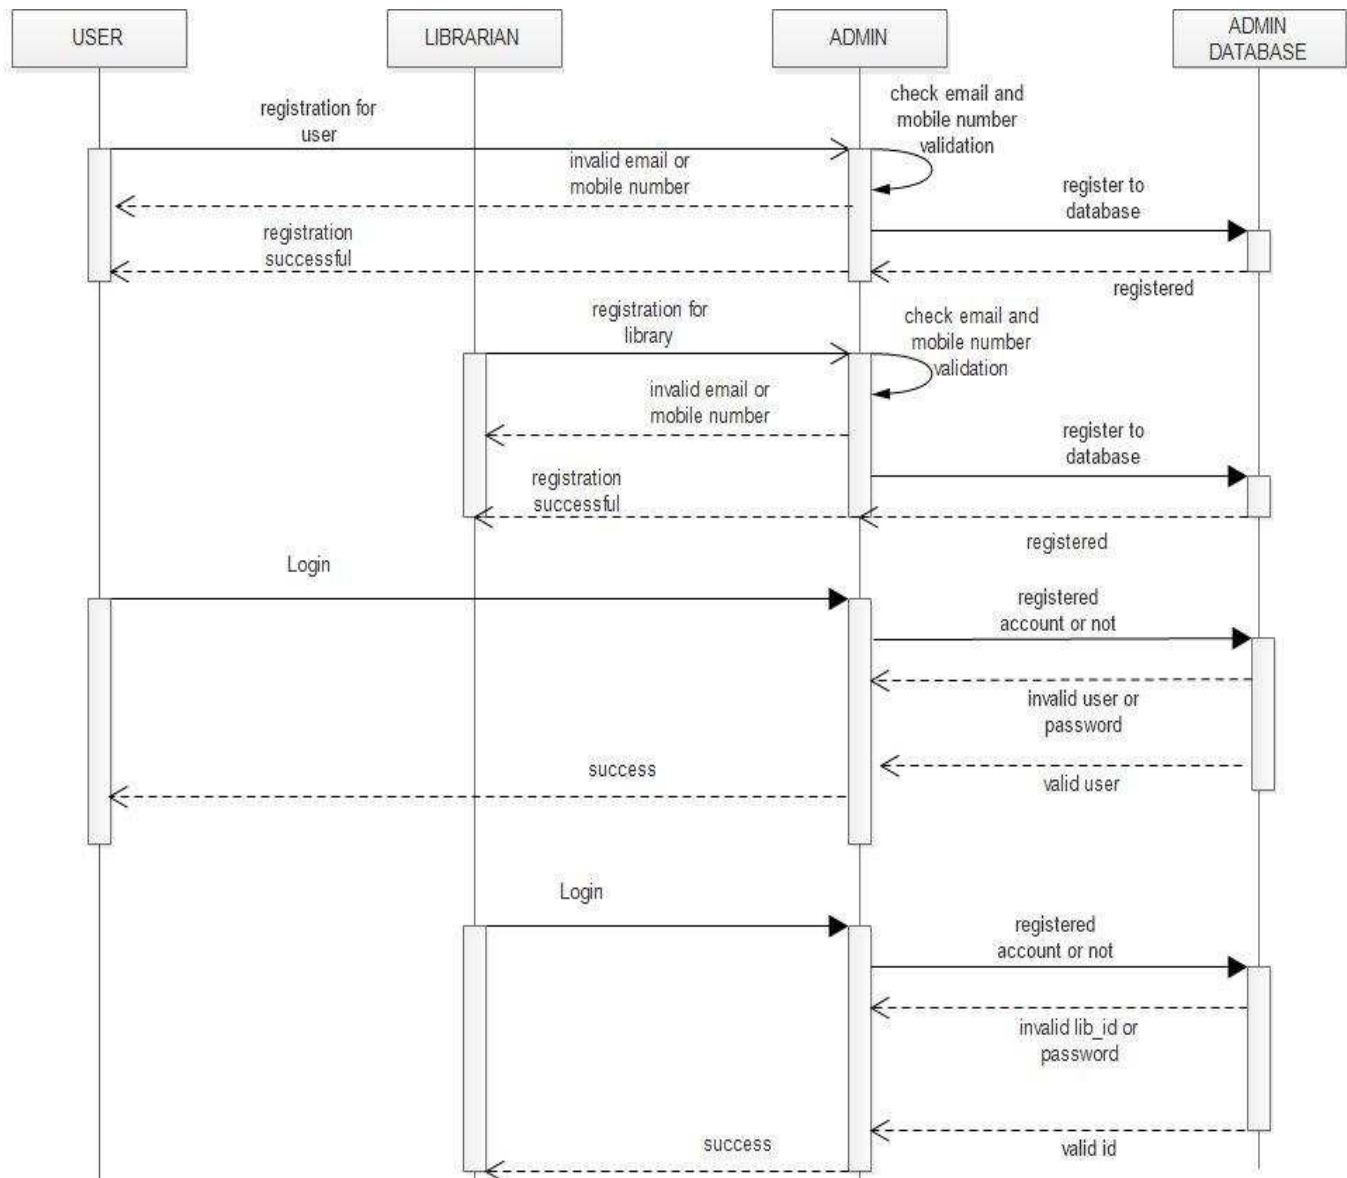 USER
LIBRARIAN
ADMIN
ADMIN
DATABASE
registration for
user
check email and
mobile number
validation
invalid email or
mobile number
register to
database
registration
successful
registered
registration for
library
check email and
mobile number
validation
invalid email or
mobile number
register to
database
registration
successful
registered
Login
registered
account or not
invalid user or
password
success
valid user
Login
registered
account or not
invalid lib_id or
password
success
valid id